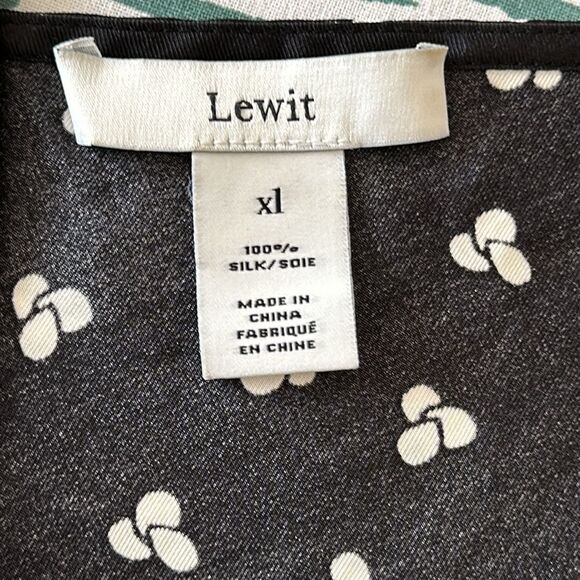 Lewit
xl
100%
SILK/SOIE
MADE IN
CHINA
FABRIQUÉ
EN CHINE